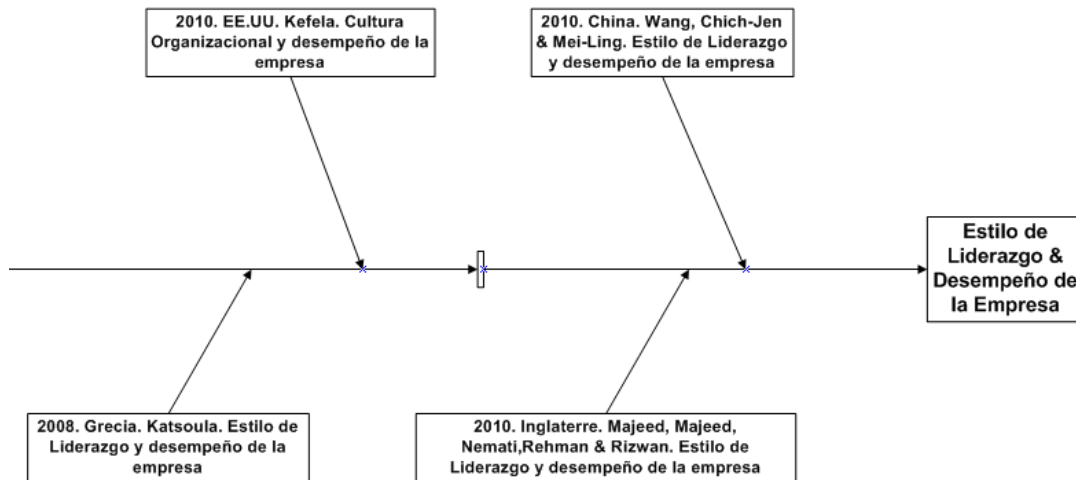 2010. EE.UU. Kefela. Cultura
Organizacional y desempeño de la
empresa
2010. China. Wang, Chich-Jen
& Mei-Ling. Estilo de Liderazgo
y desempeño de la empresa
Estilo de
Liderazgo &
Desempeño de
la Empresa
2008. Grecia. Katsoula. Estilo de
Liderazgo y desempeño de la
empresa
2010. Inglaterre. Majeed, Majeed,
Nemati,Rehman & Rizwan. Estilo de
Liderazgo y desempeño de la empresa